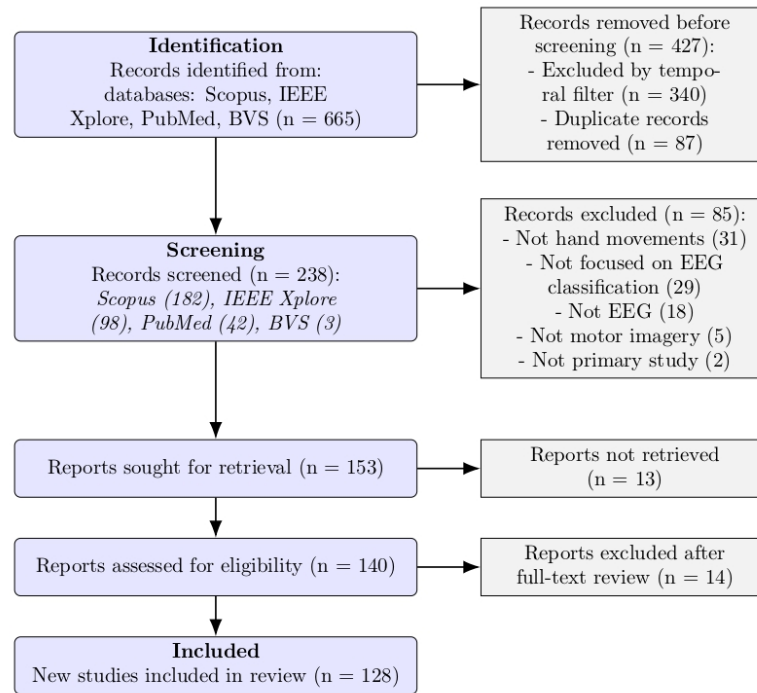 Identification
Records identified from:
databases: Scopus, IEEE
Xplore, PubMed, BVS (n = 665)
Records removed before
screening (n = 427):
- Excluded by tempo-
ral filter (n = 340)
- Duplicate records
removed (n = 87)
Screening
Records screened (n = 238):
Scopus (182), IEEE Xplore
(98), PubMed (42), BVS (3)
Records excluded (n = 85):
- Not hand movements (31)
- Not focused on EEG
classification (29)
- Not EEG (18)
- Not motor imagery (5)
- Not primary study (2)
Reports sought for retrieval (n = 153)
Reports not retrieved
(n = 13)
Reports assessed for eligibility (n = 140)
Reports excluded after
full-text review (n = 14)
Included
New studies included in review (n = 128)